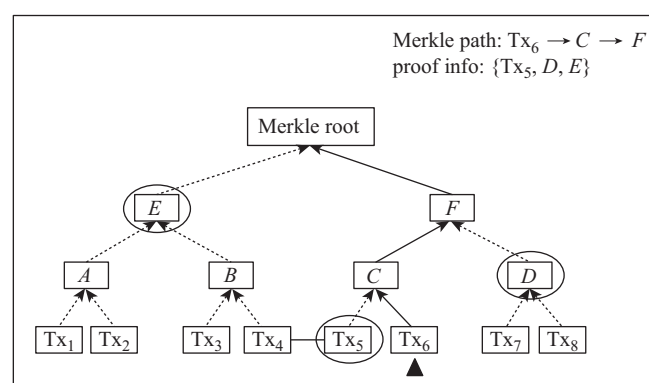 Merkle path: Tx₆ → C → F
proof info: {Tx₅, D, E}
Merkle root
E
F
A
B
C
D
Tx₁
Tx₂
Tx₃
Tx₄
Tx₅
Tx₆
Tx₇
Tx₈